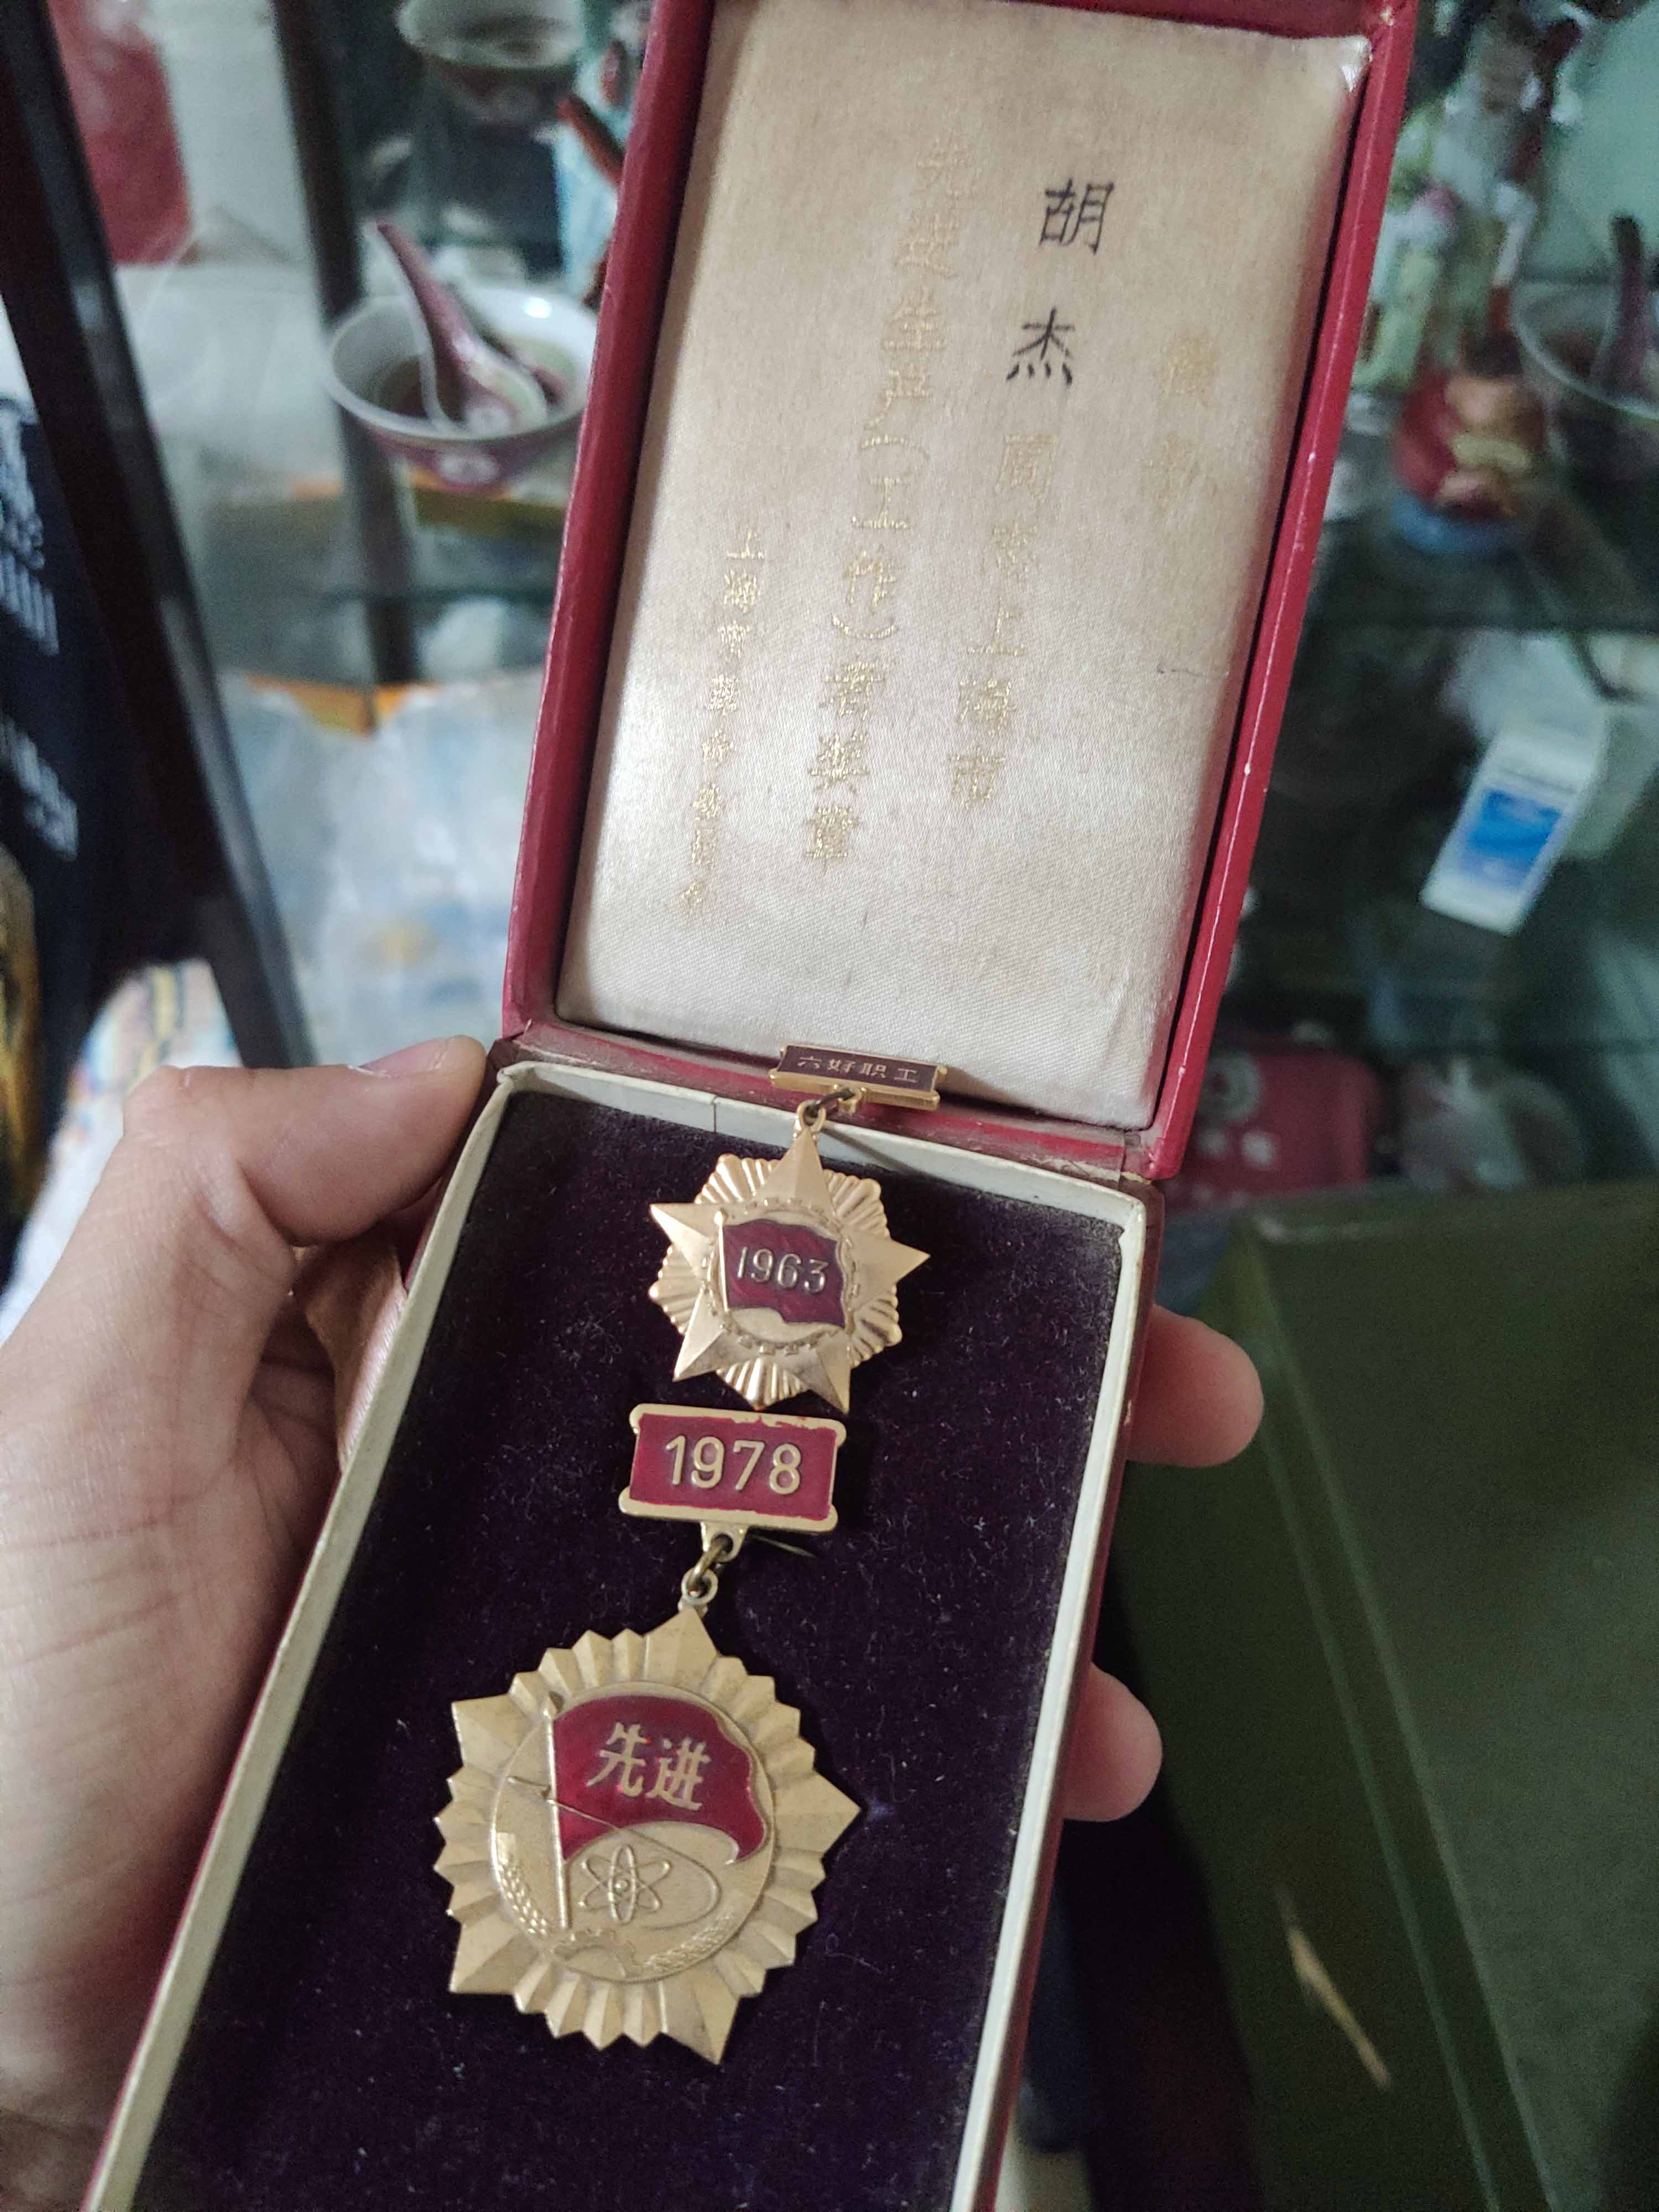 授予
胡杰同志上海市
先进生产(工作)者奖章
上海市革命委员会
六好职工
1963
1978
先进